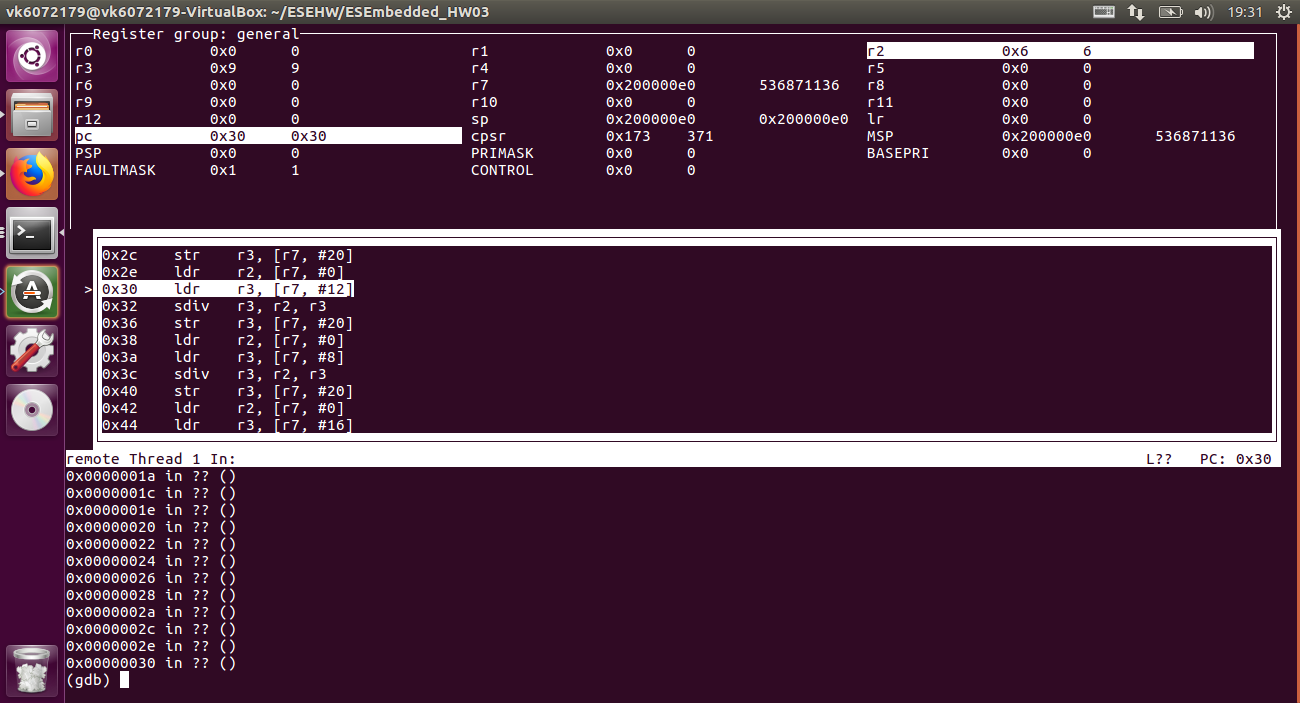 vk6072179@vk6072179-VirtualBox: ~/ESEHW/ESEmbedded_HW03 19:31
Register group: general
r0 0x0 0 r1 0x0 0 r2 0x6 6
r3 0x9 9 r4 0x0 0 r5 0x0 0
r6 0x0 0 r7 0x200000e0 536871136 r8 0x0 0
r9 0x0 0 r10 0x0 0 r11 0x0 0
r12 0x0 0 sp 0x200000e0 0x200000e0 lr 0x0 0
pc 0x30 0x30 cpsr 0x173 371 MSP 0x200000e0 536871136
PSP 0x0 0 PRIMASK 0x0 0 BASEPRI 0x0 0
FAULTMASK 0x1 1 CONTROL 0x0 0
0x2c str r3, [r7, #20]
0x2e ldr r2, [r7, #0]
> 0x30 ldr r3, [r7, #12]
0x32 sdiv r3, r2, r3
0x36 str r3, [r7, #20]
0x38 ldr r2, [r7, #0]
0x3a ldr r3, [r7, #8]
0x3c sdiv r3, r2, r3
0x40 str r3, [r7, #20]
0x42 ldr r2, [r7, #0]
0x44 ldr r3, [r7, #16]
remote Thread 1 In: L?? PC: 0x30
0x0000001a in ?? ()
0x0000001c in ?? ()
0x0000001e in ?? ()
0x00000020 in ?? ()
0x00000022 in ?? ()
0x00000024 in ?? ()
0x00000026 in ?? ()
0x00000028 in ?? ()
0x0000002a in ?? ()
0x0000002c in ?? ()
0x0000002e in ?? ()
0x00000030 in ?? ()
(gdb)